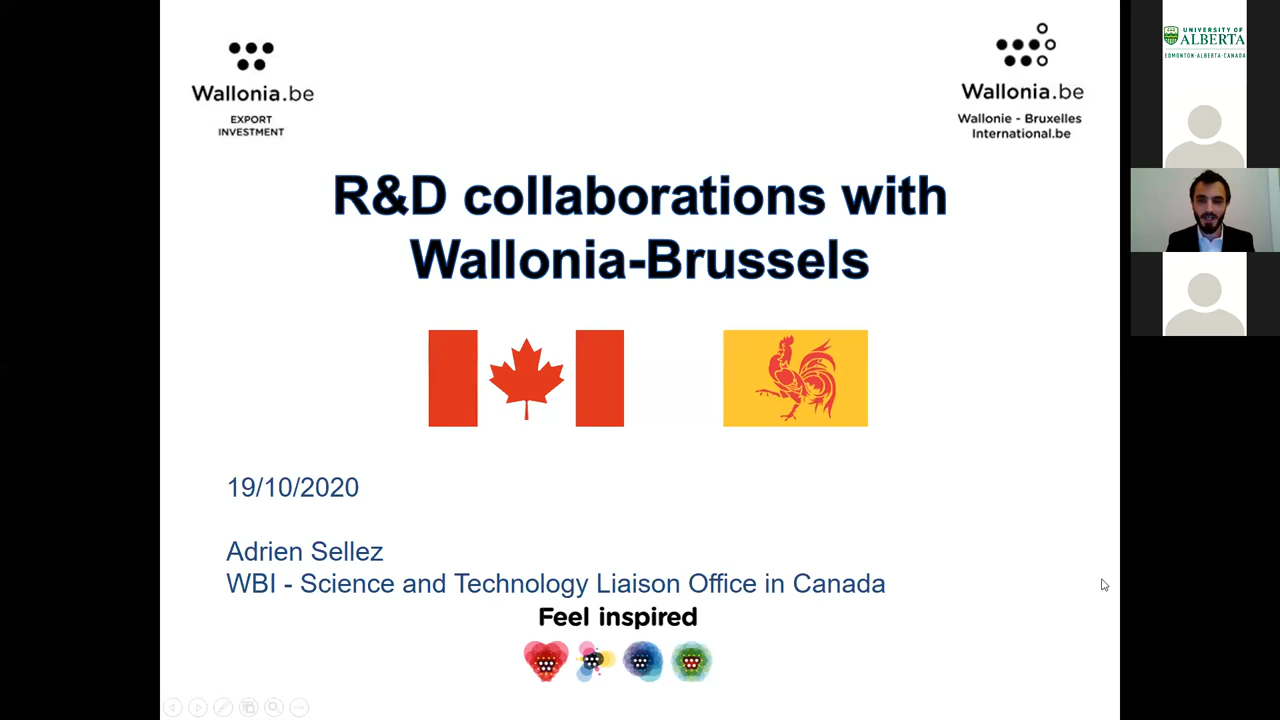 Wallonia.be
EXPORT
INVESTMENT
Wallonia.be
Wallonie - Bruxelles
International.be
R&D collaborations with
Wallonia-Brussels
19/10/2020
Adrien Sellez
WBI - Science and Technology Liaison Office in Canada
Feel inspired
UNIVERSITY OF
ALBERTA
EDMONTON·ALBERTA·CANADA